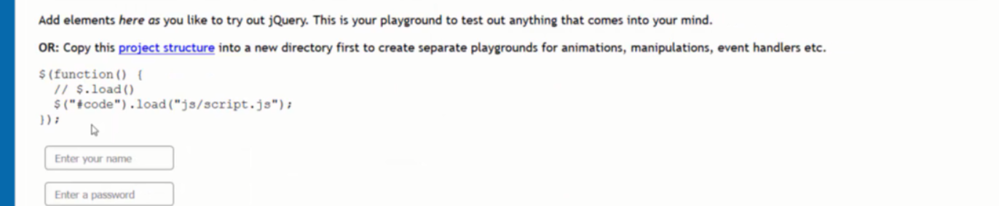 Add elements here as you like to try out jQuery. This is your playground to test out anything that comes into your mind.
OR: Copy this project structure into a new directory first to create separate playgrounds for animations, manipulations, event handlers etc.
$(function() {
  // $.load()
  $("#code").load("js/script.js");
});
Enter your name
Enter a password